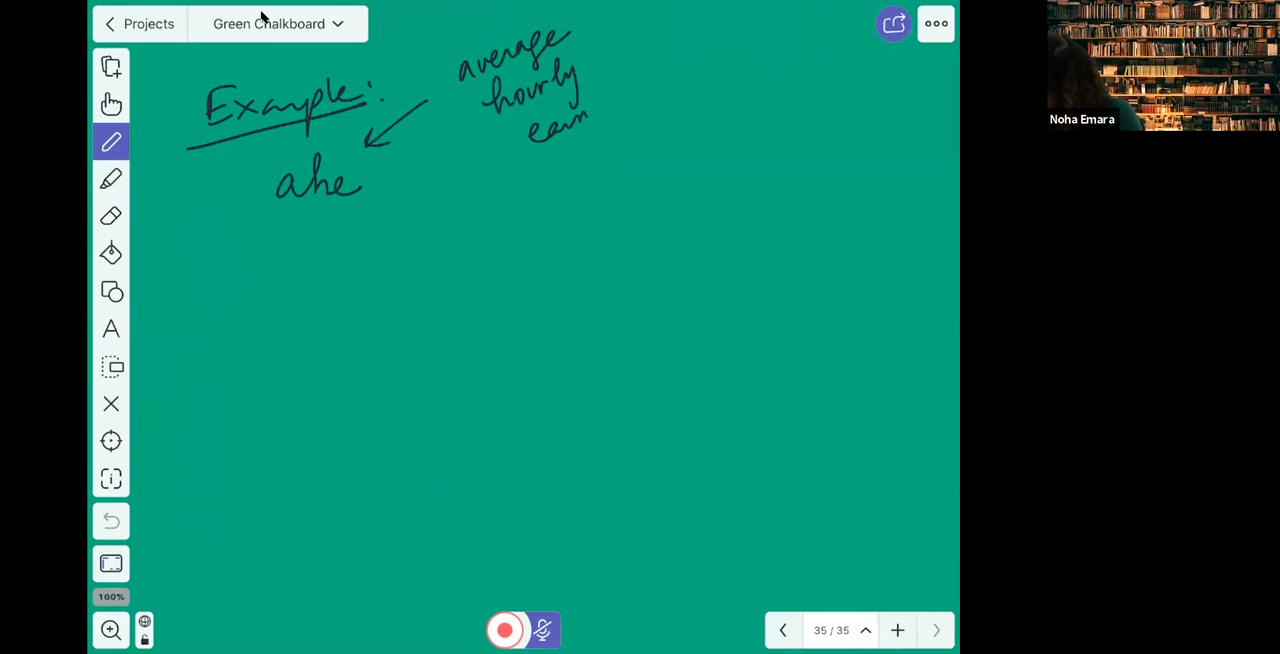 Projects
Green Chalkboard
Noha Emara
Example:
average
hourly
earn
ahe
100%
35 / 35